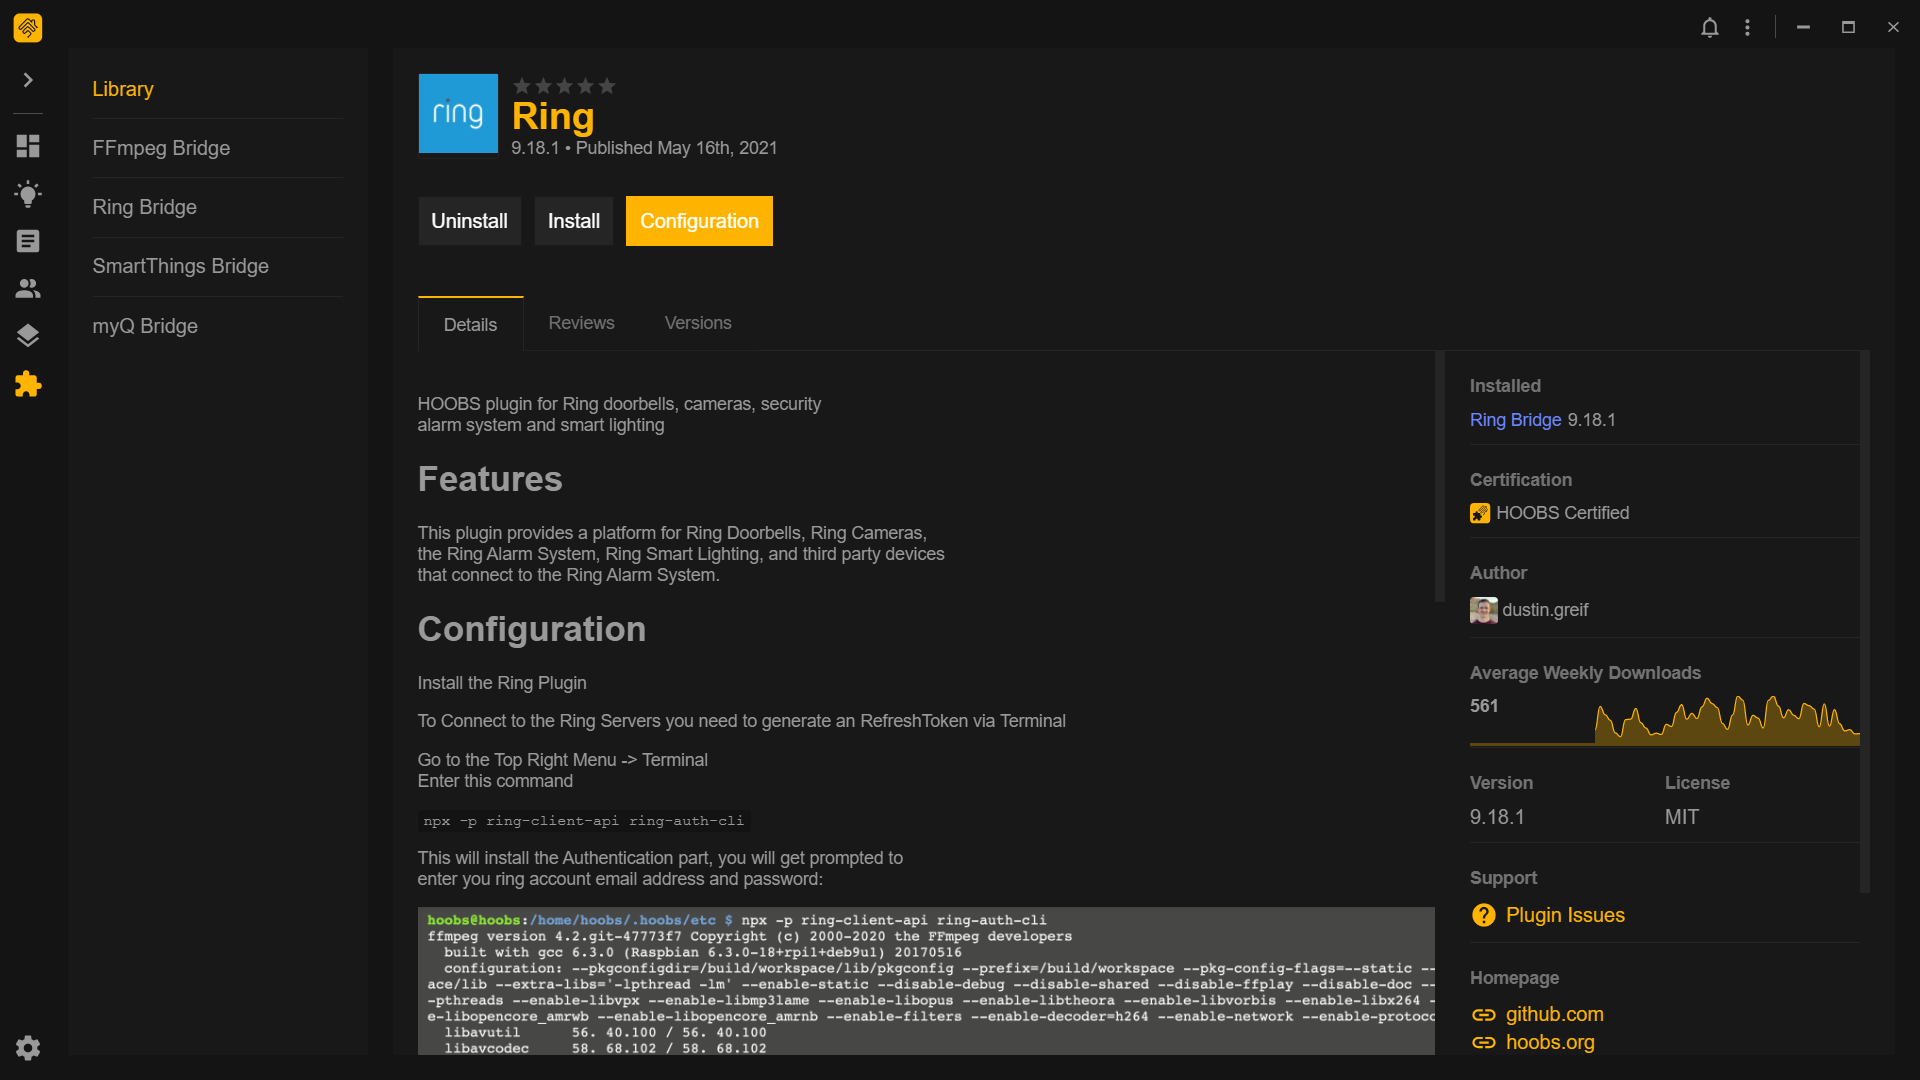 Library
FFmpeg Bridge
Ring Bridge
SmartThings Bridge
myQ Bridge
ring
Ring
9.18.1 • Published May 16th, 2021
Uninstall
Install
Configuration
Details
Reviews
Versions
HOOBS plugin for Ring doorbells, cameras, security
alarm system and smart lighting
Features
This plugin provides a platform for Ring Doorbells, Ring Cameras,
the Ring Alarm System, Ring Smart Lighting, and third party devices
that connect to the Ring Alarm System.
Configuration
Install the Ring Plugin
To Connect to the Ring Servers you need to generate an RefreshToken via Terminal
Go to the Top Right Menu -> Terminal
Enter this command
npx -p ring-client-api ring-auth-cli
This will install the Authentication part, you will get prompted to
enter you ring account email address and password:
hoobs@hoobs:/home/hoobs/.hoobs/etc $ npx -p ring-client-api ring-auth-cli
ffmpeg version 4.2.git-47773f7 Copyright (c) 2000-2020 the FFmpeg developers
built with gcc 6.3.0 (Raspbian 6.3.0-18+rpi1+deb9u1) 20170516
configuration: --pkgconfigdir=/build/workspace/lib/pkgconfig --prefix=/build/workspace --pkg-config-flags=--static --
ace/lib --extra-libs='-lpthread -lm' --enable-static --disable-debug --disable-shared --disable-ffplay --disable-doc --
-pthreads --enable-libvpx --enable-libmp3lame --enable-libopus --enable-libtheora --enable-libvorbis --enable-libx264 -
e-libopencore_amrwb --enable-libopencore_amrnb --enable-filters --enable-decoder=h264 --enable-network --enable-protoco
libavutil 56. 40.100 / 56. 40.100
libavcodec 58. 68.102 / 58. 68.102
Installed
Ring Bridge 9.18.1
Certification
HOOBS Certified
Author
dustin.greif
Average Weekly Downloads
561
Version
License
9.18.1
MIT
Support
Plugin Issues
Homepage
github.com
hoobs.org